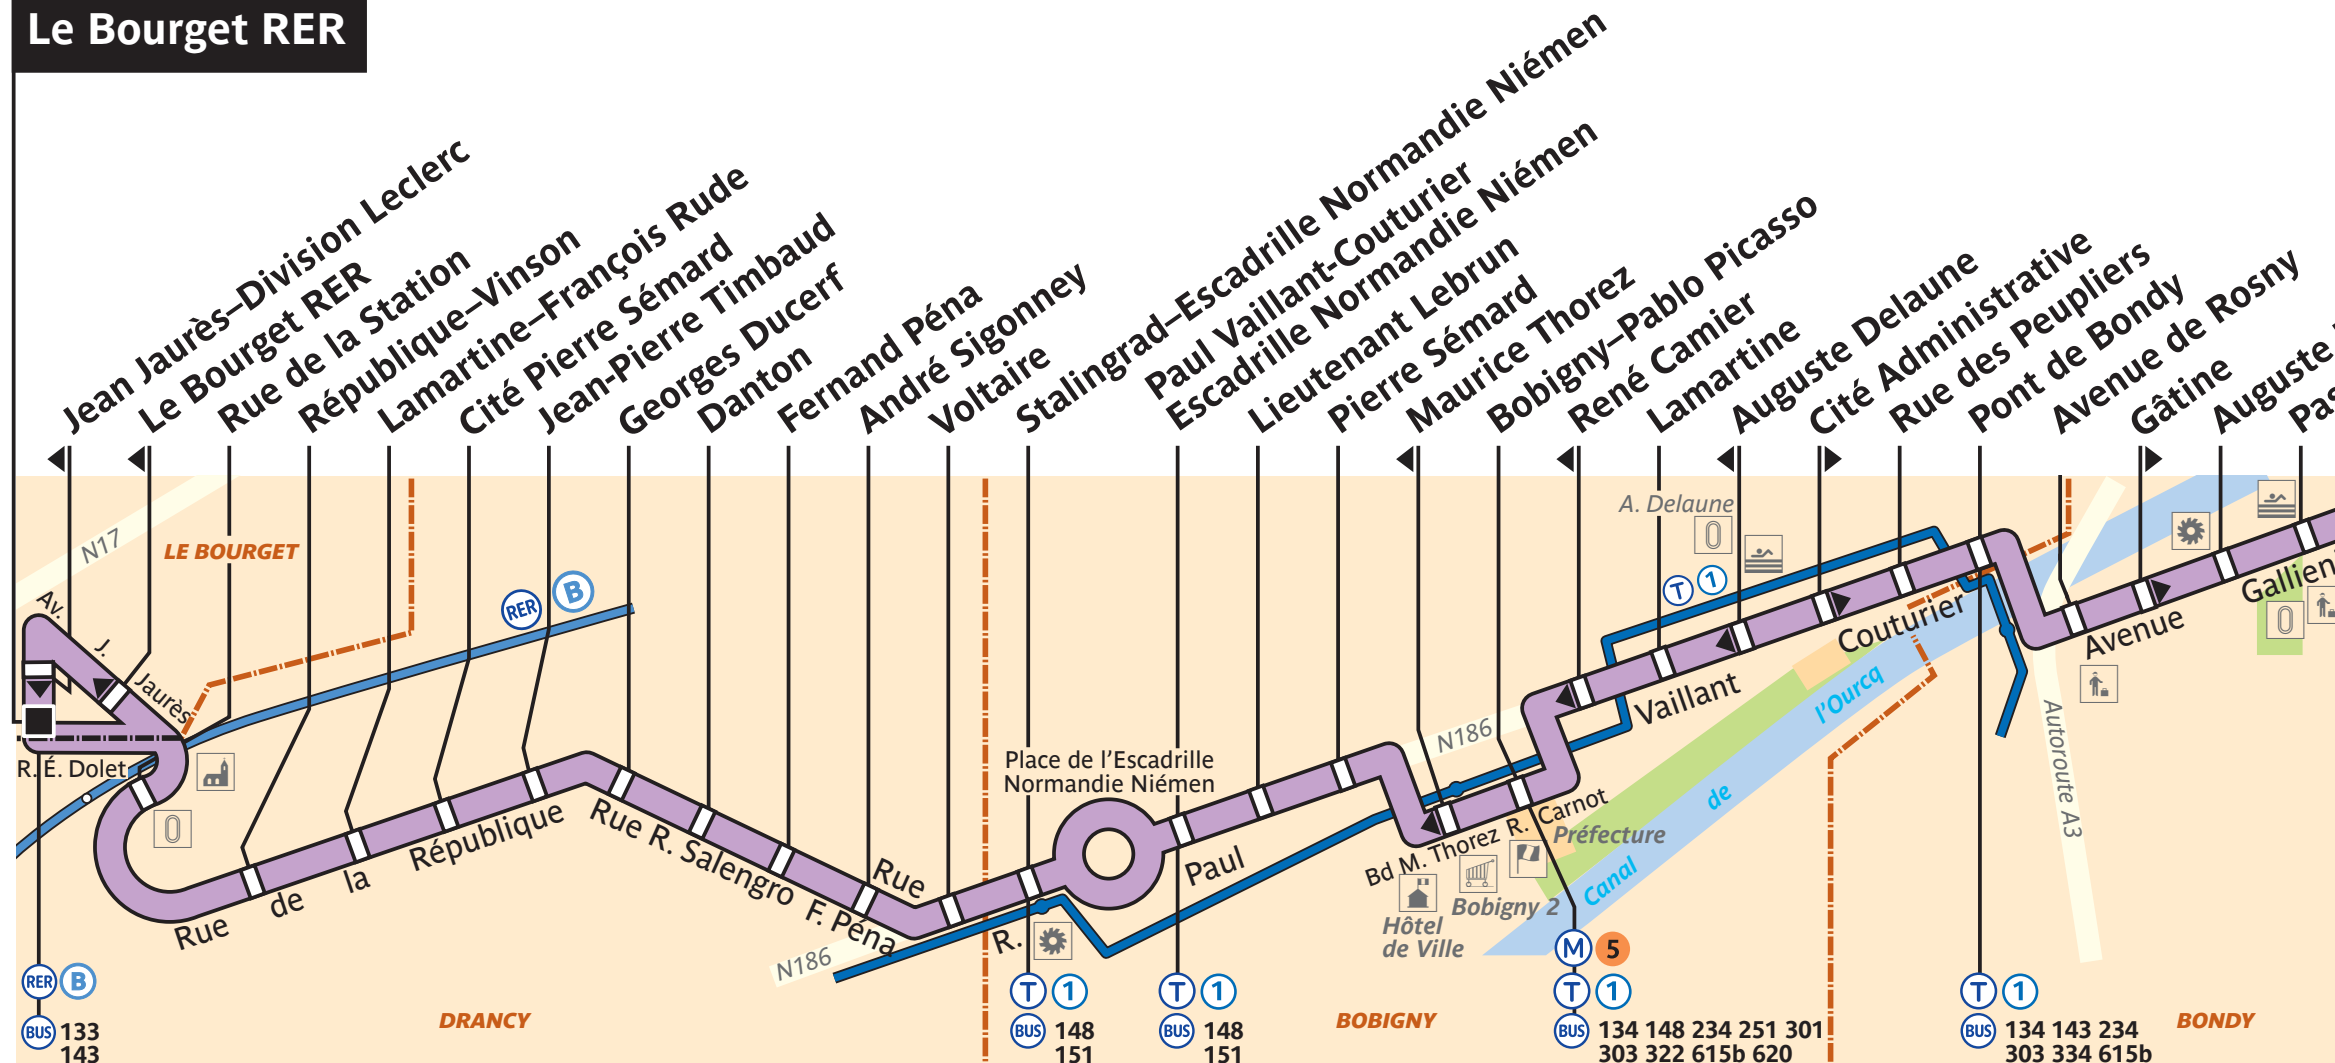 Le Bourget RER
Jean Jaurès–Division Leclerc
Le Bourget RER
Rue de la Station
République–Vinson
Lamartine–François Rude
Cité Pierre Sémard
Jean-Pierre Timbaud
Georges Ducerf
Danton
Fernand Péna
André Sigonney
Voltaire
Stalingrad–Escadrille Normandie Niémen
Paul Vaillant-Couturier
Escadrille Normandie Niémen
Lieutenant Lebrun
Pierre Sémard
Maurice Thorez
Bobigny–Pablo Picasso
René Camier
Lamartine
Auguste Delaune
Cité Administrative
Rue des Peupliers
Pont de Bondy
Avenue de Rosny
Gâtine
Auguste
Pas
N17
LE BOURGET
Av.
J.
Jaurès
R. É. Dolet
RER B
Rue de la République
Rue R. Salengro
F. Péna
Rue
R.
N186
Place de l'Escadrille
Normandie Niémen
Paul
Vaillant
Couturier
N186
Bd M. Thorez
R. Carnot
Préfecture
Bobigny 2
Hôtel
de Ville
Canal
de
l'Ourcq
A. Delaune
T 1
Autoroute A3
Avenue
Gallien
RER B
BUS 133
143
DRANCY
T 1
BUS 148
151
T 1
BUS 148
151
BOBIGNY
M 5
T 1
BUS 134 148 234 251 301
303 322 615b 620
T 1
BUS 134 143 234
303 334 615b
BONDY